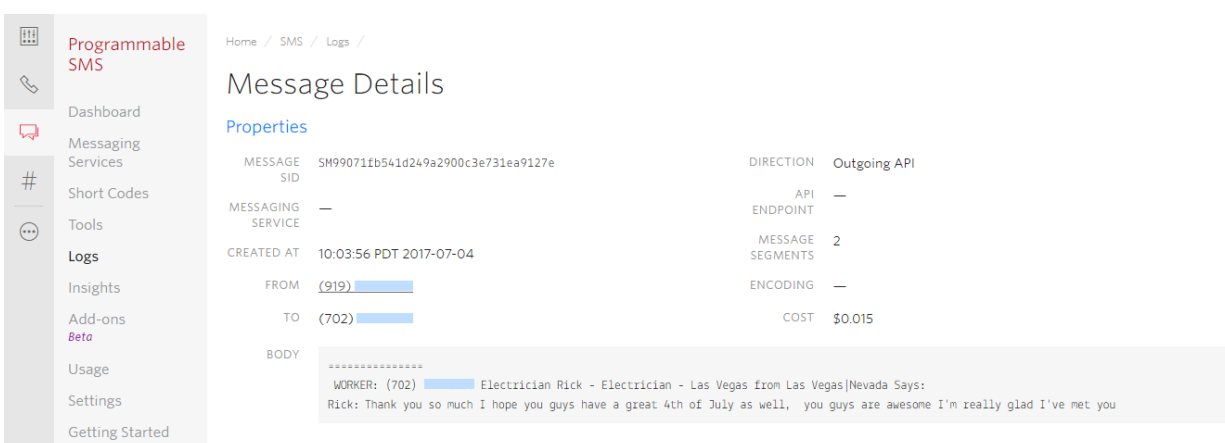 Programmable
SMS
Dashboard
Messaging
Services
Short Codes
Tools
Logs
Insights
Add-ons
Beta
Usage
Settings
Getting Started
Home / SMS / Logs /
Message Details
Properties
MESSAGE SID SM99071fb541d249a2900c3e731ea9127e
MESSAGING SERVICE —
CREATED AT 10:03:56 PDT 2017-07-04
FROM (919)
TO (702)
DIRECTION Outgoing API
API ENDPOINT —
MESSAGE SEGMENTS 2
ENCODING —
COST $0.015
BODY
===============
WORKER: (702) Electrician Rick - Electrician - Las Vegas from Las Vegas|Nevada Says:
Rick: Thank you so much I hope you guys have a great 4th of July as well, you guys are awesome I'm really glad I've met you